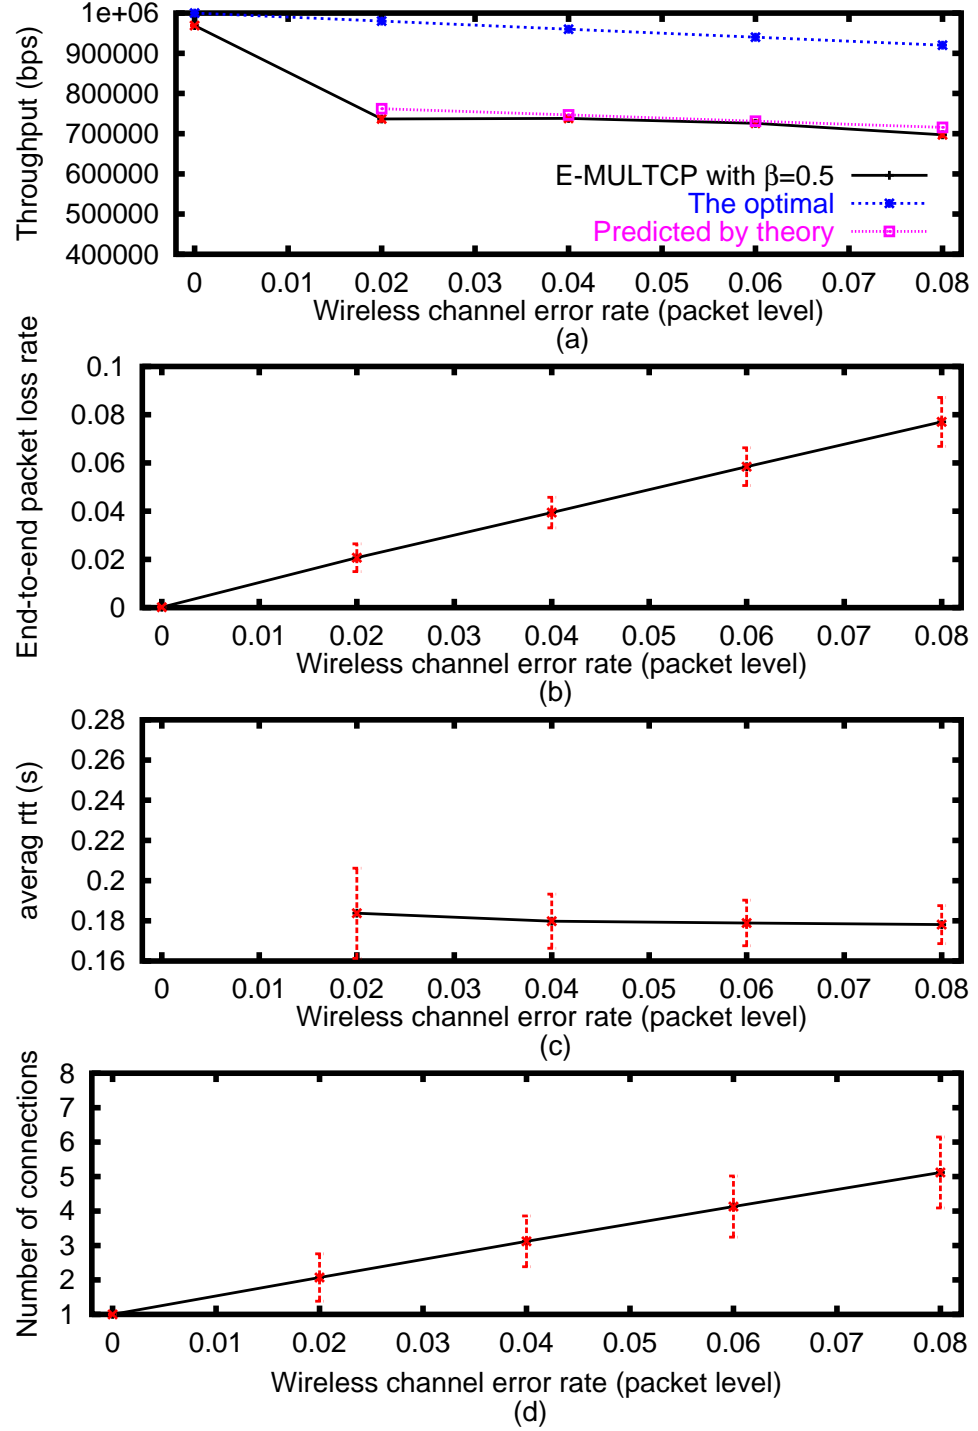 Throughput (bps)
1e+06
900000
800000
700000
600000
500000
400000
E-MULTCP with β=0.5
The optimal
Predicted by theory
0 0.01 0.02 0.03 0.04 0.05 0.06 0.07 0.08
Wireless channel error rate (packet level)
(a)
End-to-end packet loss rate
0.1
0.08
0.06
0.04
0.02
0
0 0.01 0.02 0.03 0.04 0.05 0.06 0.07 0.08
Wireless channel error rate (packet level)
(b)
averag rtt (s)
0.28
0.26
0.24
0.22
0.2
0.18
0.16
0 0.01 0.02 0.03 0.04 0.05 0.06 0.07 0.08
Wireless channel error rate (packet level)
(c)
Number of connections
8
7
6
5
4
3
2
1
0 0.01 0.02 0.03 0.04 0.05 0.06 0.07 0.08
Wireless channel error rate (packet level)
(d)